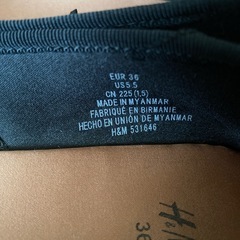 EUR 36
US 5.5
CN 225 (1,5)
MADE IN MYANMAR
FABRIQUÉ EN BIRMANIE
HECHO EN UNIÓN DE MYANMAR
H&M 531646
H&M
36